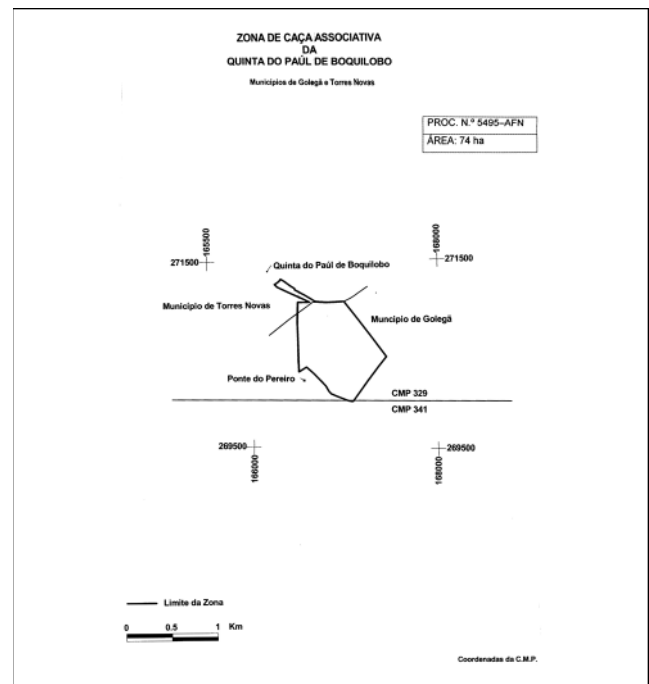 ZONA DE CAÇA ASSOCIATIVA
DA
QUINTA DO PAÚL DE BOQUILOBO
Municípios de Golegã e Torres Novas
PROC. N.º 5495–AFN
ÁREA: 74 ha
165500
168000
271500
271500
Quinta do Paúl de Boquilobo
Município de Torres Novas
Muncípio de Golegã
Ponte do Pereiro
CMP 329
CMP 341
269500
269500
166000
168000
Limite da Zona
0 0.5 1 Km
Coordenadas da C.M.P.